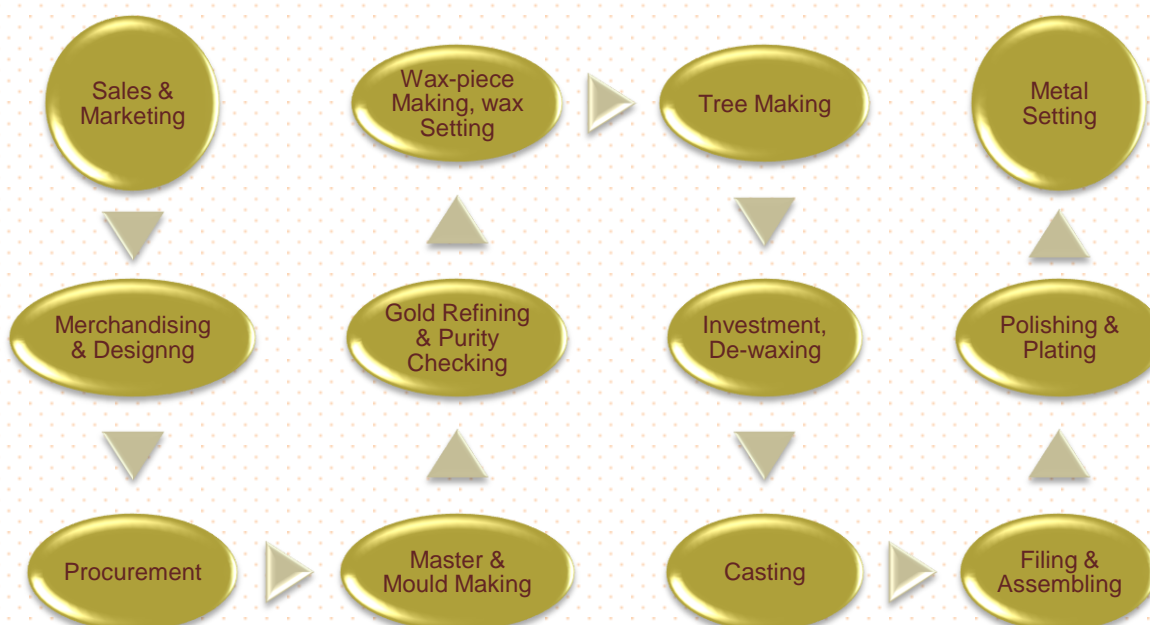 Sales &
Marketing
Merchandising
& Designng
Procurement
Master &
Mould Making
Gold Refining
& Purity
Checking
Wax-piece
Making, wax
Setting
Tree Making
Investment,
De-waxing
Casting
Filing &
Assembling
Polishing &
Plating
Metal
Setting